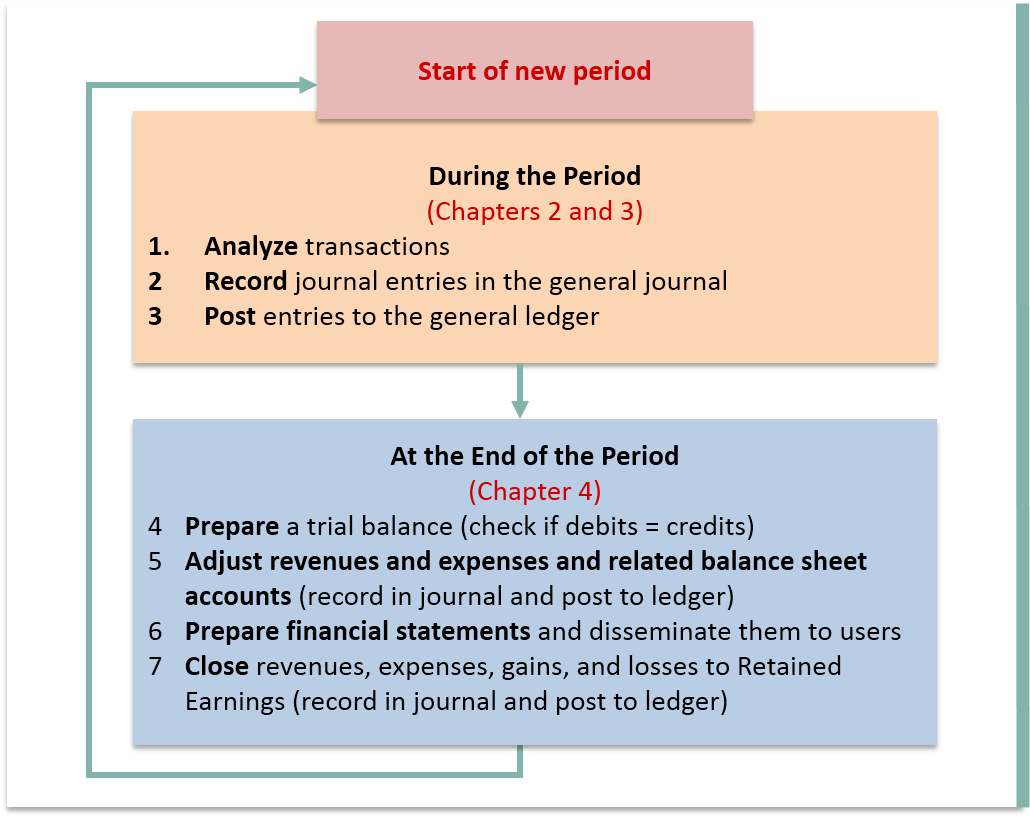 Start of new period
During the Period
(Chapters 2 and 3)
1. Analyze transactions
2 Record journal entries in the general journal
3 Post entries to the general ledger
At the End of the Period
(Chapter 4)
4 Prepare a trial balance (check if debits = credits)
5 Adjust revenues and expenses and related balance sheet
accounts (record in journal and post to ledger)
6 Prepare financial statements and disseminate them to users
7 Close revenues, expenses, gains, and losses to Retained
Earnings (record in journal and post to ledger)